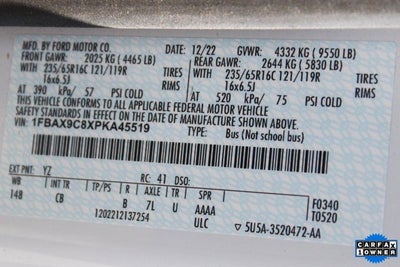 MFD. BY FORD MOTOR CO. 12/22 GVWR: 4332 KG ( 9550 LB)
FRONT GAWR: 2025 KG ( 4465 LB) REAR GAWR: 2644 KG ( 5830 LB)
WITH WITH
235/65R16C 121/119R TIRES 235/65R16C 121/119R TIRES
16x6.5J RIMS 16x6.5J RIMS
AT 390 kPa/ 57 PSI COLD AT 520 kPa/ 75 PSI COLD
THIS VEHICLE CONFORMS TO ALL APPLICABLE FEDERAL MOTOR VEHICLE
SAFETY STANDARDS IN EFFECT ON THE DATE OF MANUFACTURE SHOWN ABOVE.
VIN: 1FBAX9C8XPKA45519
TYPE: Bus (Not school bus)
EXT PNT: YZ RC: 41 DSO:
WB INT TR TP/PS R AXLE TR SPR
148 CB B 7L U AAAA
ULC
F0340
T0520
1202212137254
5U5A-3520472-AA
CARFAX
1 OWNER